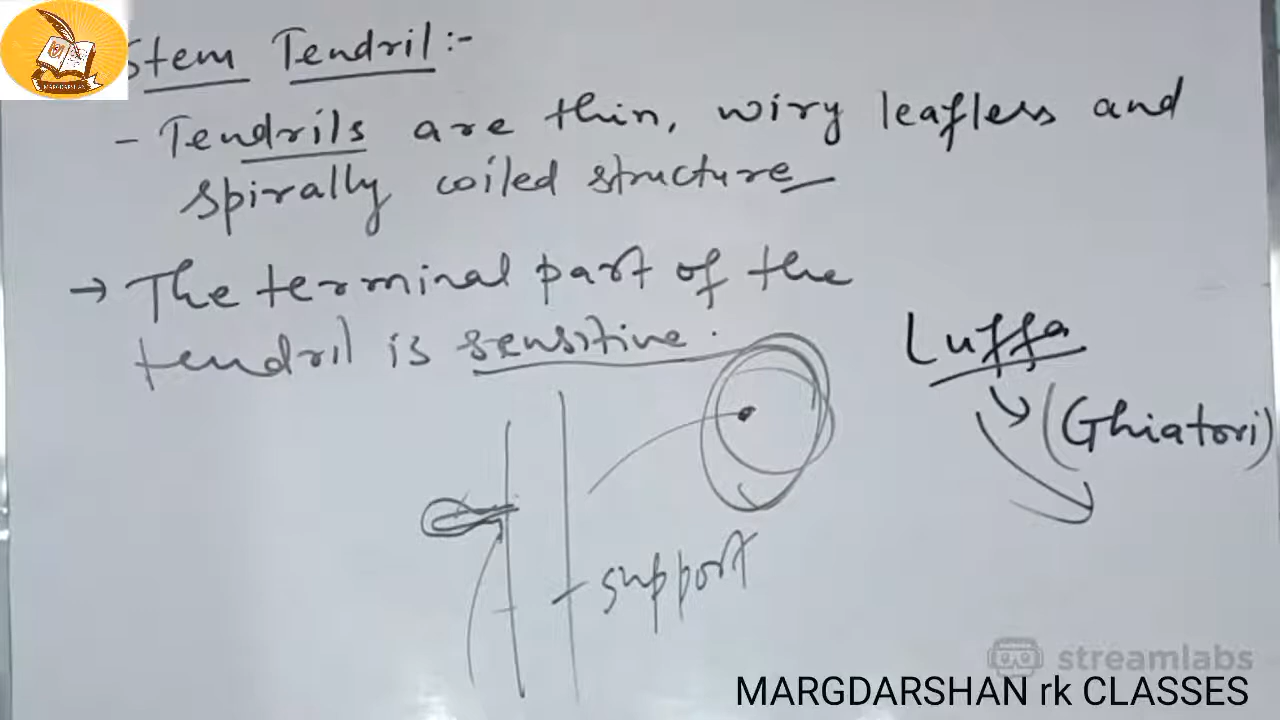 MARGDARSHAN
Stem Tendril :-
- Tendrils are thin, wiry leafless and
spirally coiled structure
→ The terminal part of the
tendril is sensitive.
Luffa
(Ghiatori)
support
streamlabs
MARGDARSHAN rk CLASSES